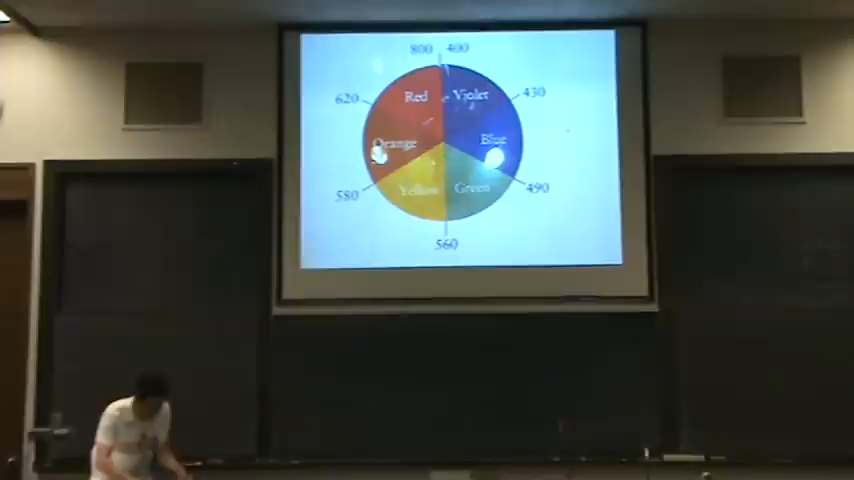 800 400
620 Red Violet 430
Orange Blue
580 Yellow Green 490
560